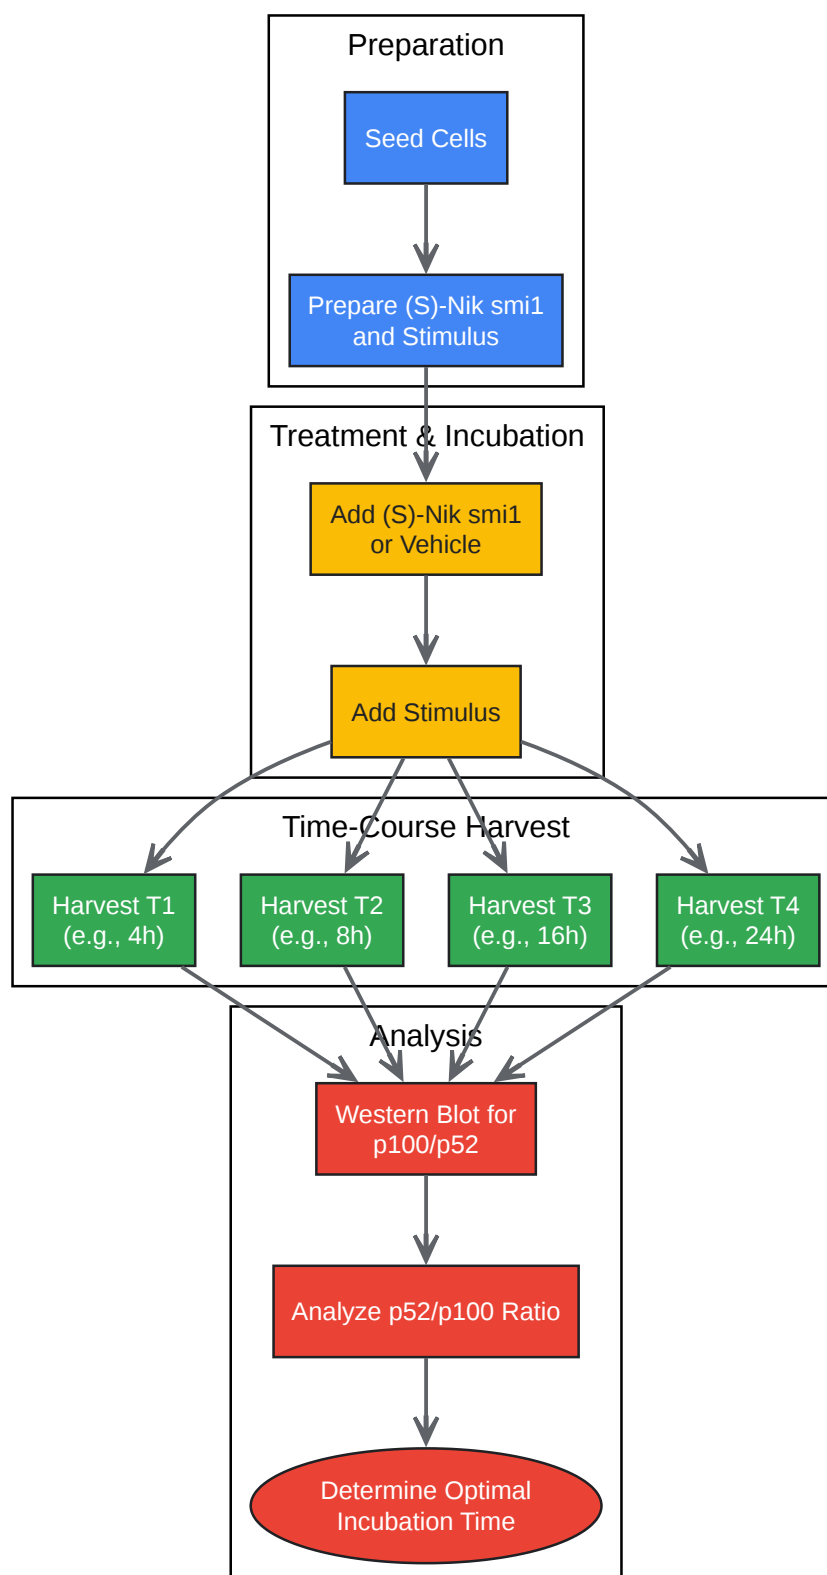 Preparation
Seed Cells
Prepare (S)-Nik smi1
and Stimulus
Treatment & Incubation
Add (S)-Nik smi1
or Vehicle
Add Stimulus
Time-Course Harvest
Harvest T1
(e.g., 4h)
Harvest T2
(e.g., 8h)
Harvest T3
(e.g., 16h)
Harvest T4
(e.g., 24h)
Analysis
Western Blot for
p100/p52
Analyze p52/p100 Ratio
Determine Optimal
Incubation Time